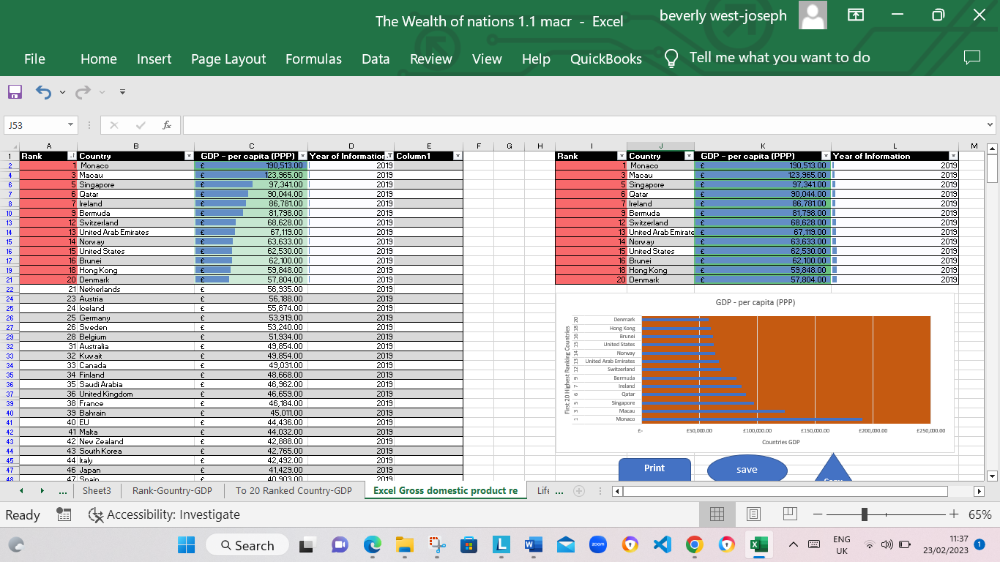 The Wealth of nations 1.1 macr - Excel
beverly west-joseph
File Home Insert Page Layout Formulas Data Review View Help QuickBooks Tell me what you want to do
J53 fx
A B C D E F G H I J K L M
1 Rank Country GDP - per capita (PPP) Year of Information Column1 Rank Country GDP - per capita (PPP) Year of Information
2 1 Monaco £ 190,513.00 2019 1 Monaco £ 190,513.00 2019
4 3 Macau £ 123,965.00 2019 3 Macau £ 123,965.00 2019
6 5 Singapore £ 97,341.00 2019 5 Singapore £ 97,341.00 2019
7 6 Qatar £ 90,044.00 2019 6 Qatar £ 90,044.00 2019
8 7 Ireland £ 86,781.00 2019 7 Ireland £ 86,781.00 2019
10 9 Bermuda £ 81,798.00 2019 9 Bermuda £ 81,798.00 2019
13 12 Switzerland £ 68,628.00 2019 12 Switzerland £ 68,628.00 2019
14 13 United Arab Emirates £ 67,119.00 2019 13 United Arab Emirate £ 67,119.00 2019
15 14 Norway £ 63,633.00 2019 14 Norway £ 63,633.00 2019
16 15 United States £ 62,530.00 2019 15 United States £ 62,530.00 2019
17 16 Brunei £ 62,100.00 2019 16 Brunei £ 62,100.00 2019
19 18 Hong Kong £ 59,848.00 2019 18 Hong Kong £ 59,848.00 2019
21 20 Denmark £ 57,804.00 2019 20 Denmark £ 57,804.00 2019
22 21 Netherlands £ 56,935.00 2019
24 23 Austria £ 56,188.00 2019
25 24 Iceland £ 55,874.00 2019
26 25 Germany £ 53,919.00 2019
27 26 Sweden £ 53,240.00 2019
29 28 Belgium £ 51,934.00 2019
32 31 Australia £ 49,854.00 2019
33 32 Kuwait £ 49,854.00 2019
34 33 Canada £ 49,031.00 2019
35 34 Finland £ 48,668.00 2019
36 35 Saudi Arabia £ 46,962.00 2019
37 36 United Kingdom £ 46,659.00 2019
39 38 France £ 46,184.00 2019
40 39 Bahrain £ 45,011.00 2019
41 40 EU £ 44,436.00 2019
42 41 Malta £ 44,032.00 2019
43 42 New Zealand £ 42,888.00 2019
44 43 South Korea £ 42,765.00 2019
45 44 Italy £ 42,492.00 2019
47 46 Japan £ 41,429.00 2019
48 47 Spain £ 40,903.00 2019
GDP - per capita (PPP)
First 20 Highest Ranking Countries
20 Denmark
18 Hong Kong
16 Brunei
15 United States
14 Norway
13 United Arab Emirates
12 Switzerland
9 Bermuda
7 Ireland
6 Qatar
5 Singapore
3 Macau
1 Monaco
£- £50,000.00 £100,000.00 £150,000.00 £200,000.00 £250,000.00
Countries GDP
Print save Copy
... Sheet3 Rank-Gountry-GDP To 20 Ranked Country-GDP Excel Gross domestic product re Life ...
Ready Accessibility: Investigate 65%
Search zoom ENG UK 11:37 23/02/2023 1